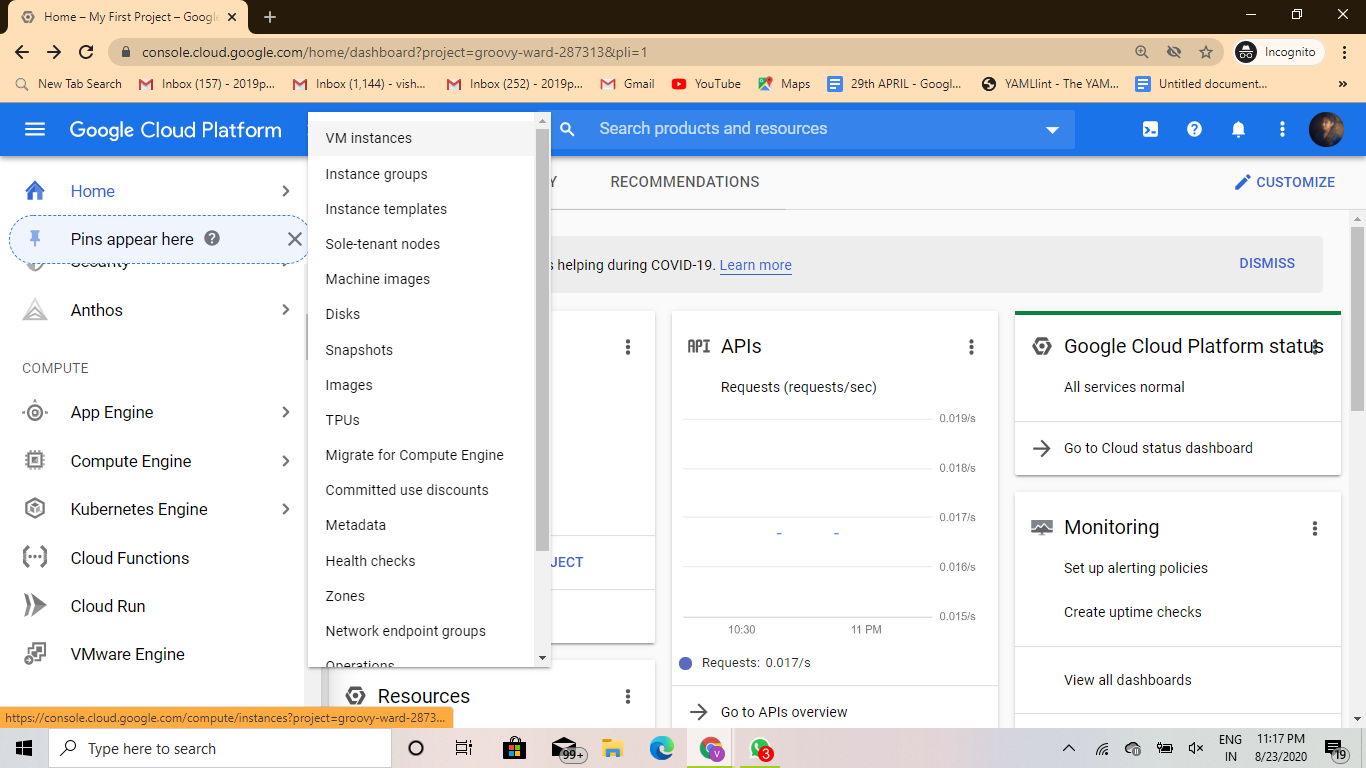 Home – My First Project – Googl
console.cloud.google.com/home/dashboard?project=groovy-ward-287313&pli=1
Incognito
New Tab Search
Inbox (157) - 2019p...
Inbox (1,144) - vish...
Inbox (252) - 2019p...
Gmail
YouTube
Maps
29th APRIL - Googl...
YAMLlint - The YAM...
Untitled document...
Google Cloud Platform
Search products and resources
Home
Pins appear here
Security
Anthos
COMPUTE
App Engine
Compute Engine
Kubernetes Engine
Cloud Functions
Cloud Run
VMware Engine
VM instances
Instance groups
Instance templates
Sole-tenant nodes
Machine images
Disks
Snapshots
Images
TPUs
Migrate for Compute Engine
Committed use discounts
Metadata
Health checks
Zones
Network endpoint groups
Operations
Y
RECOMMENDATIONS
CUSTOMIZE
s helping during COVID-19. Learn more
DISMISS
JECT
Resources
API APIs
Requests (requests/sec)
0.019/s
0.018/s
0.017/s
0.016/s
0.015/s
10:30
11 PM
Requests: 0.017/s
Go to APIs overview
Google Cloud Platform status
All services normal
Go to Cloud status dashboard
Monitoring
Set up alerting policies
Create uptime checks
View all dashboards
https://console.cloud.google.com/compute/instances?project=groovy-ward-2873...
Type here to search
99+
V
3
ENG
IN
11:17 PM
8/23/2020
19